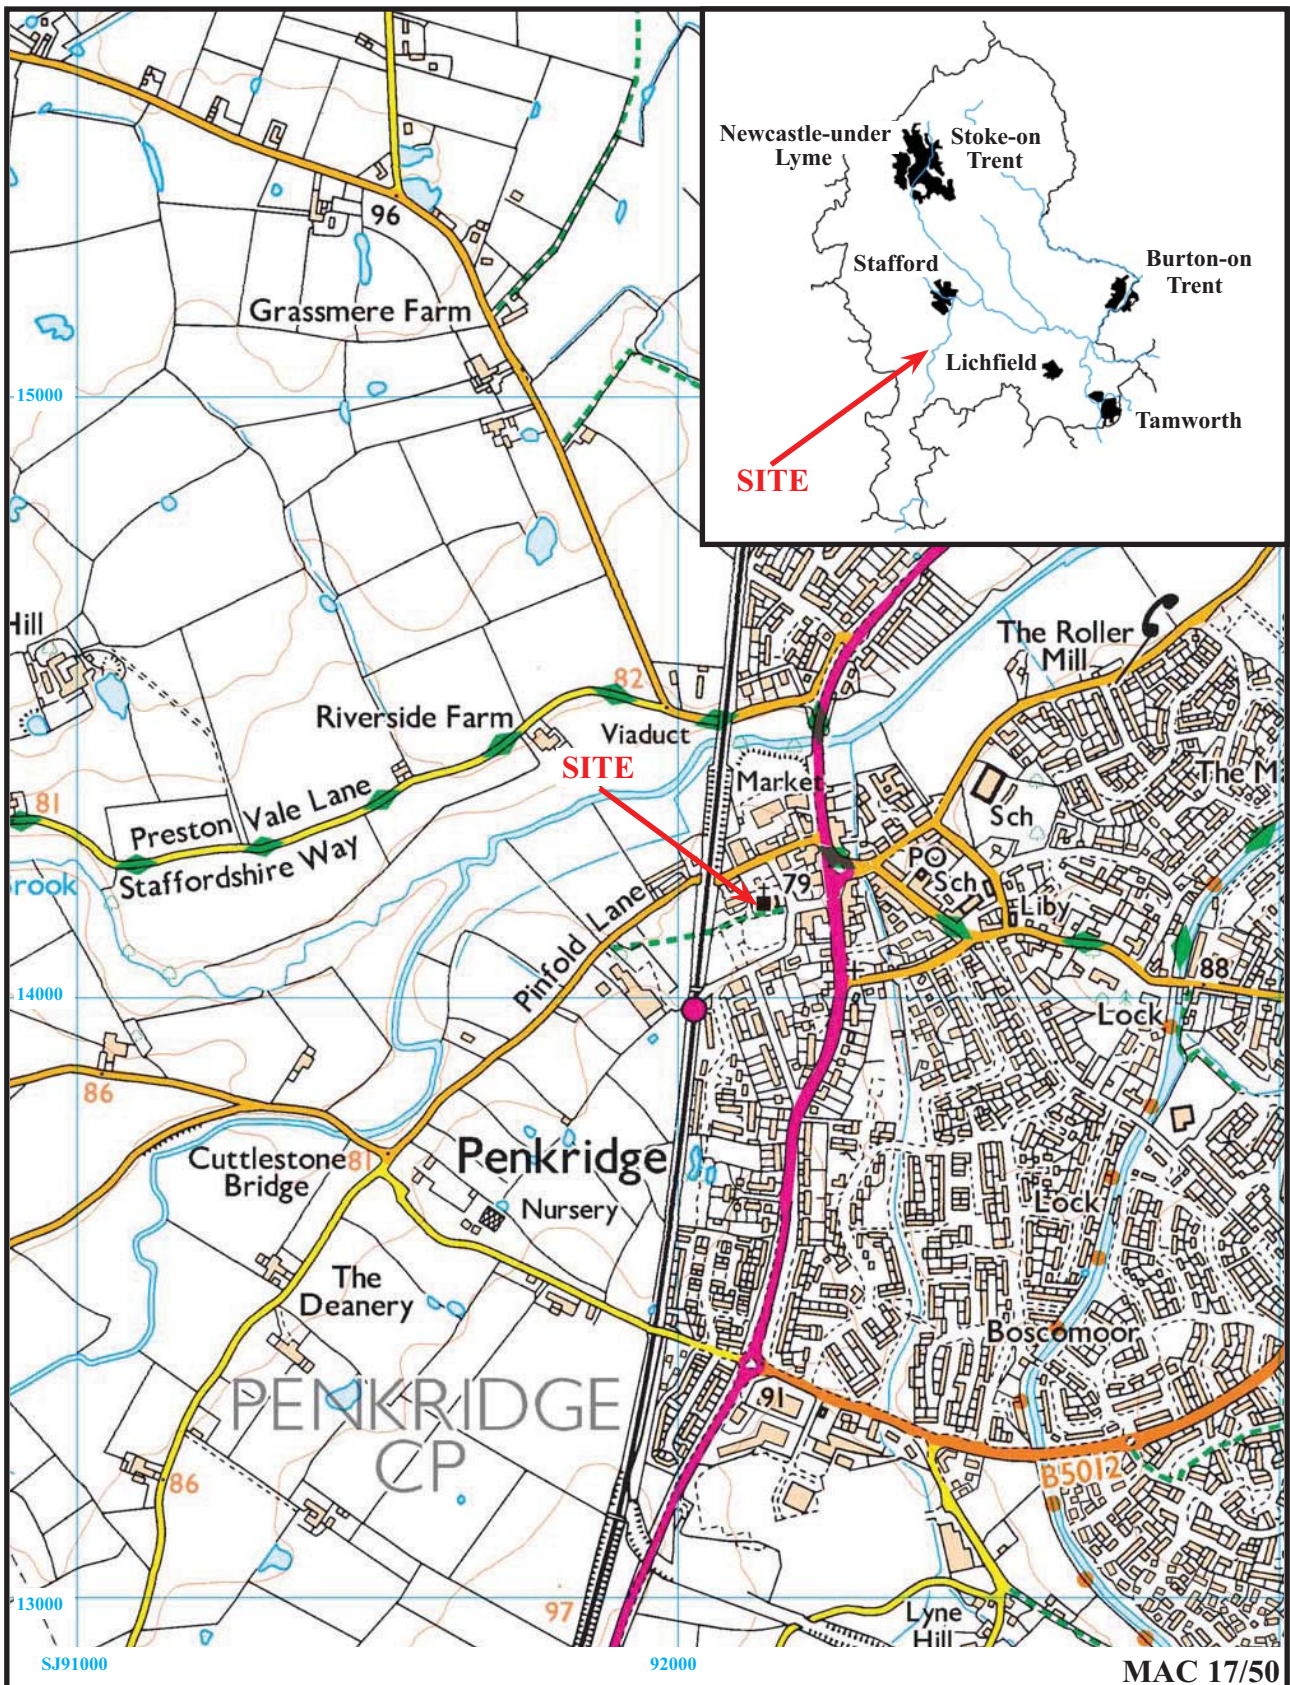 Newcastle-under
Lyme
Stoke-on
Trent
Stafford
Burton-on
Trent
Lichfield
Tamworth
SITE
96
Grassmere Farm
15000
Hill
The Roller
Mill
82
Riverside Farm
Viaduct
SITE
Market
The M
81
Preston Vale Lane
Staffordshire Way
Sch
PO
Sch
79
rook
Liby
Pinfold Lane
88
14000
Lock
86
Cuttlestone
Bridge
81
Penkridge
Nursery
Lock
The
Deanery
Boscomoor
PENKRIDGE
CP
91
B5012
86
13000
97
Lyne
Hill
SJ91000
92000
MAC 17/50